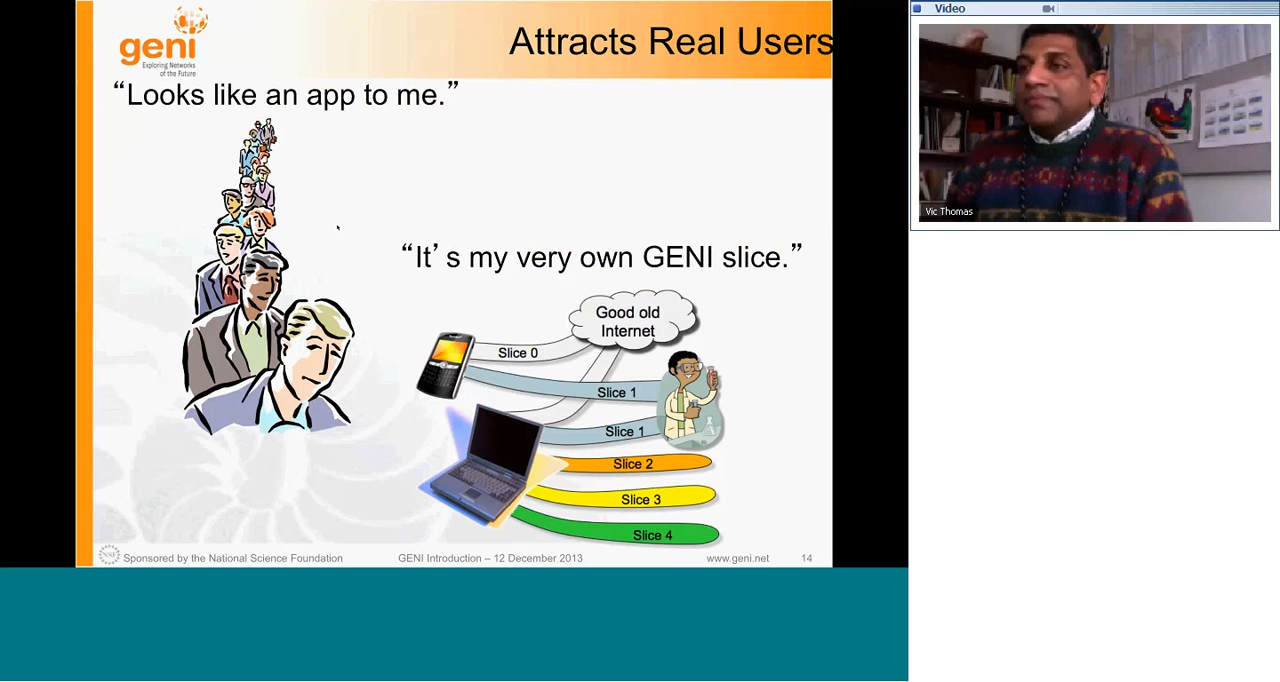 geni
Exploring Networks
of the Future
Attracts Real Users
“Looks like an app to me.”
“It’s my very own GENI slice.”
Good old
Internet
Slice 0
Slice 1
Slice 1
Slice 2
Slice 3
Slice 4
NSF
Sponsored by the National Science Foundation
GENI Introduction – 12 December 2013
www.geni.net
14
Video
Vic Thomas